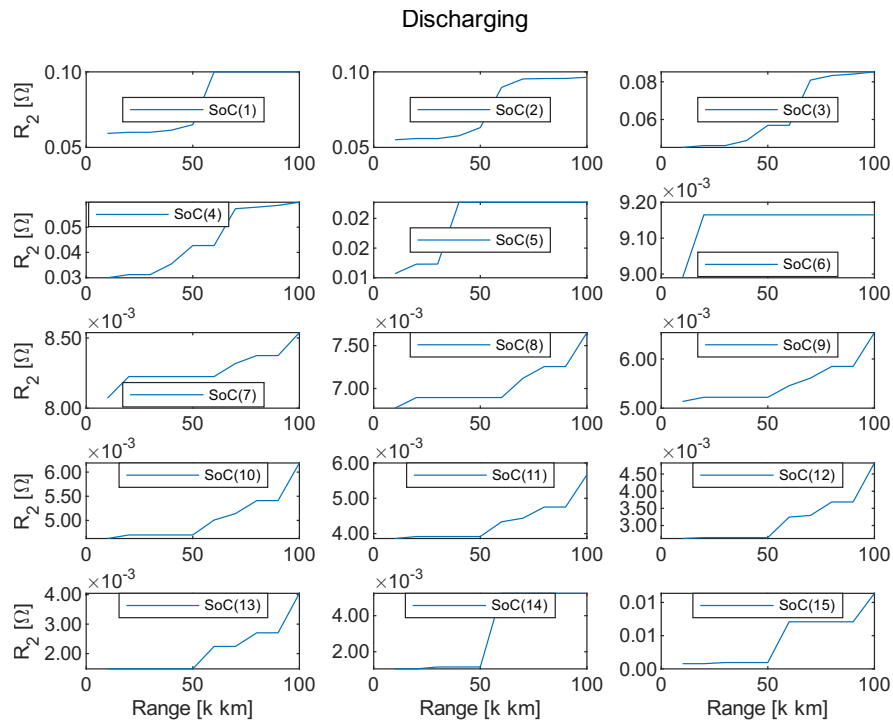 Discharging
0.10
0.05
R2 [Ω]
SoC(1)
0 50 100
0.10
0.05
SoC(2)
0 50 100
0.08
0.06
SoC(3)
0 50 100
0.05
0.04
0.03
R2 [Ω]
SoC(4)
0 50 100
0.02
0.02
0.01
SoC(5)
0 50 100
×10-3
9.20
9.10
9.00
SoC(6)
0 50 100
×10-3
8.50
8.00
R2 [Ω]
SoC(7)
0 50 100
×10-3
7.50
7.00
SoC(8)
0 50 100
×10-3
6.00
5.00
SoC(9)
0 50 100
×10-3
6.00
5.50
5.00
R2 [Ω]
SoC(10)
0 50 100
×10-3
6.00
5.00
4.00
SoC(11)
0 50 100
×10-3
4.50
4.00
3.50
3.00
SoC(12)
0 50 100
×10-3
4.00
3.00
2.00
R2 [Ω]
SoC(13)
0 50 100
Range [k km]
×10-3
4.00
2.00
SoC(14)
0 50 100
Range [k km]
0.01
0.01
0.00
SoC(15)
0 50 100
Range [k km]